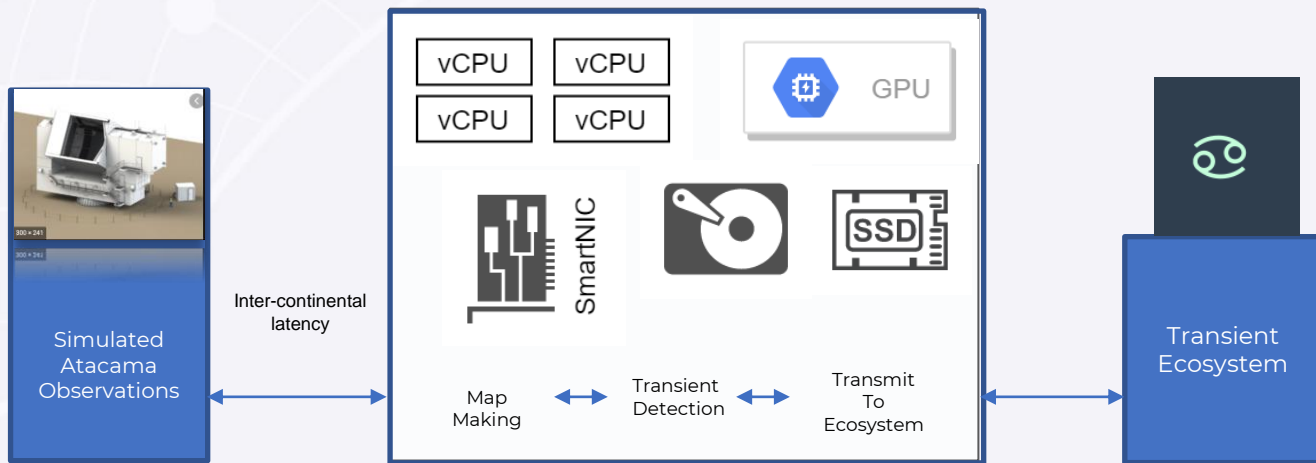 vCPU
vCPU
vCPU
vCPU
GPU
SmartNIC
SSD
300 × 241
Simulated
Atacama
Observations
Inter-continental
latency
Map
Making
Transient
Detection
Transmit
To
Ecosystem
Transient
Ecosystem